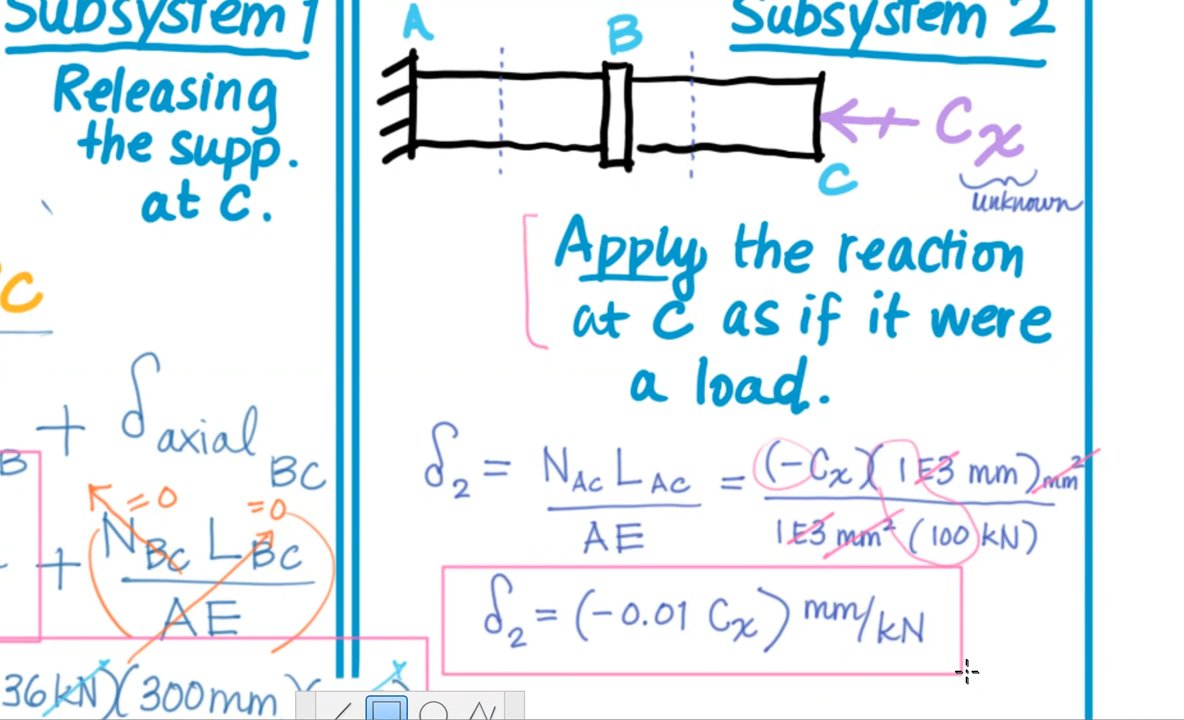 Subsystem 1
Releasing
the supp.
at C.
C
+ δaxial BC
B
= 0
= 0
+ NBC LBC / AE
36kN)(300mm)(
Subsystem 2
A
B
C
Cx
unknown
Apply the reaction
at C as if it were
a load.
δ2 = NAC LAC / AE = (-Cx)(1E3 mm) mm² / 1E3 mm² (100 kN)
δ2 = (-0.01 Cx) mm/kN